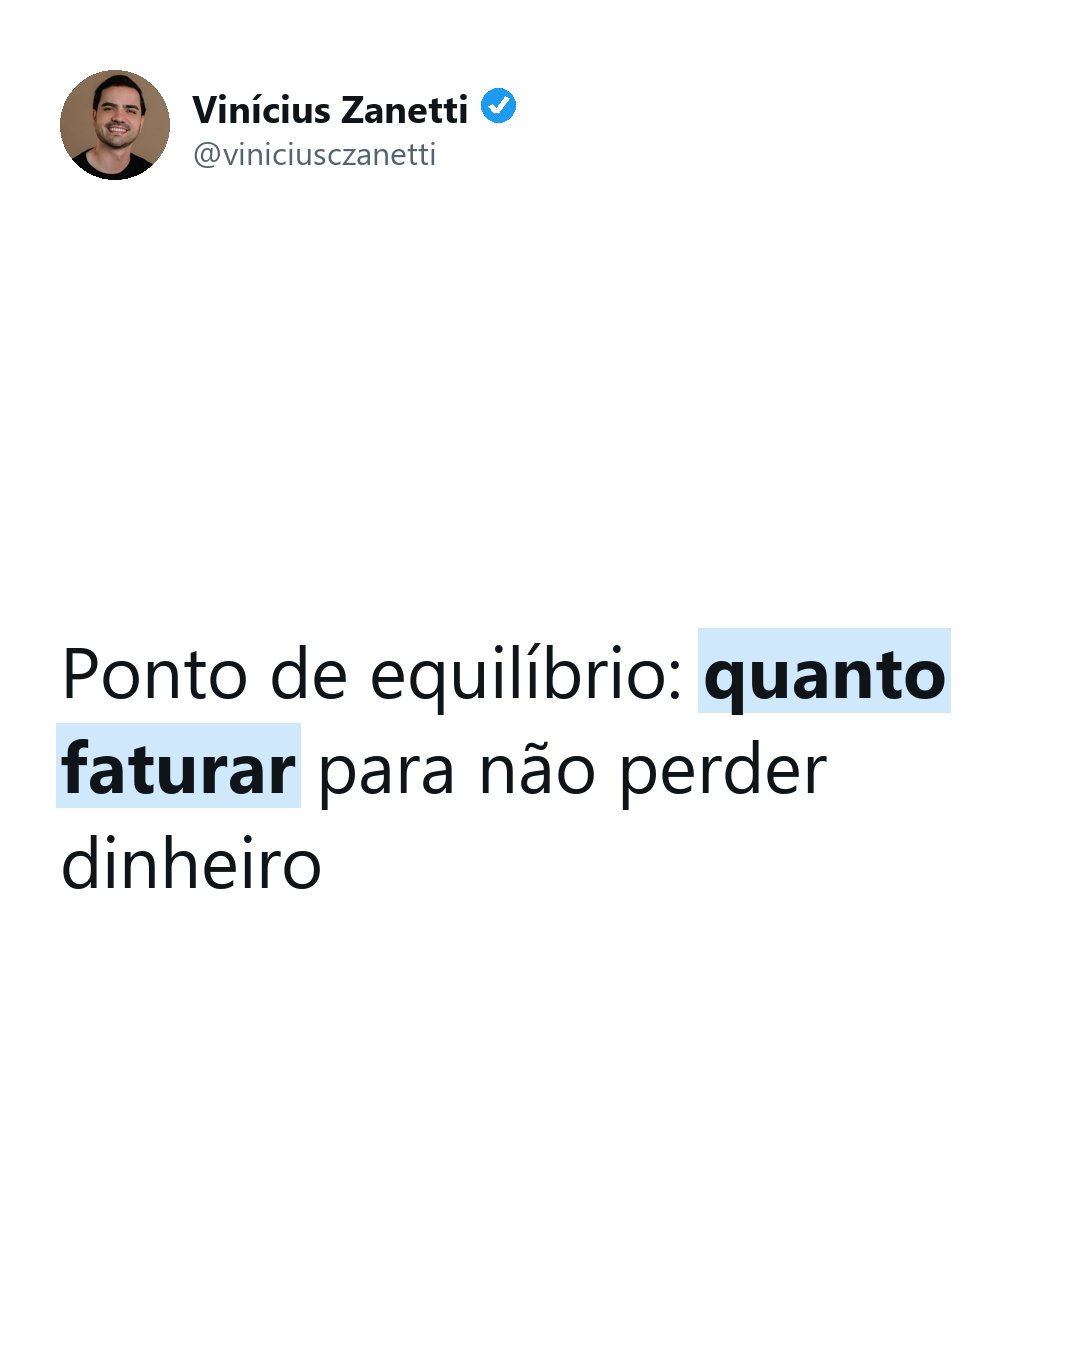 Vinícius Zanetti
@viniciusczanetti
Ponto de equilíbrio: quanto
faturar para não perder
dinheiro